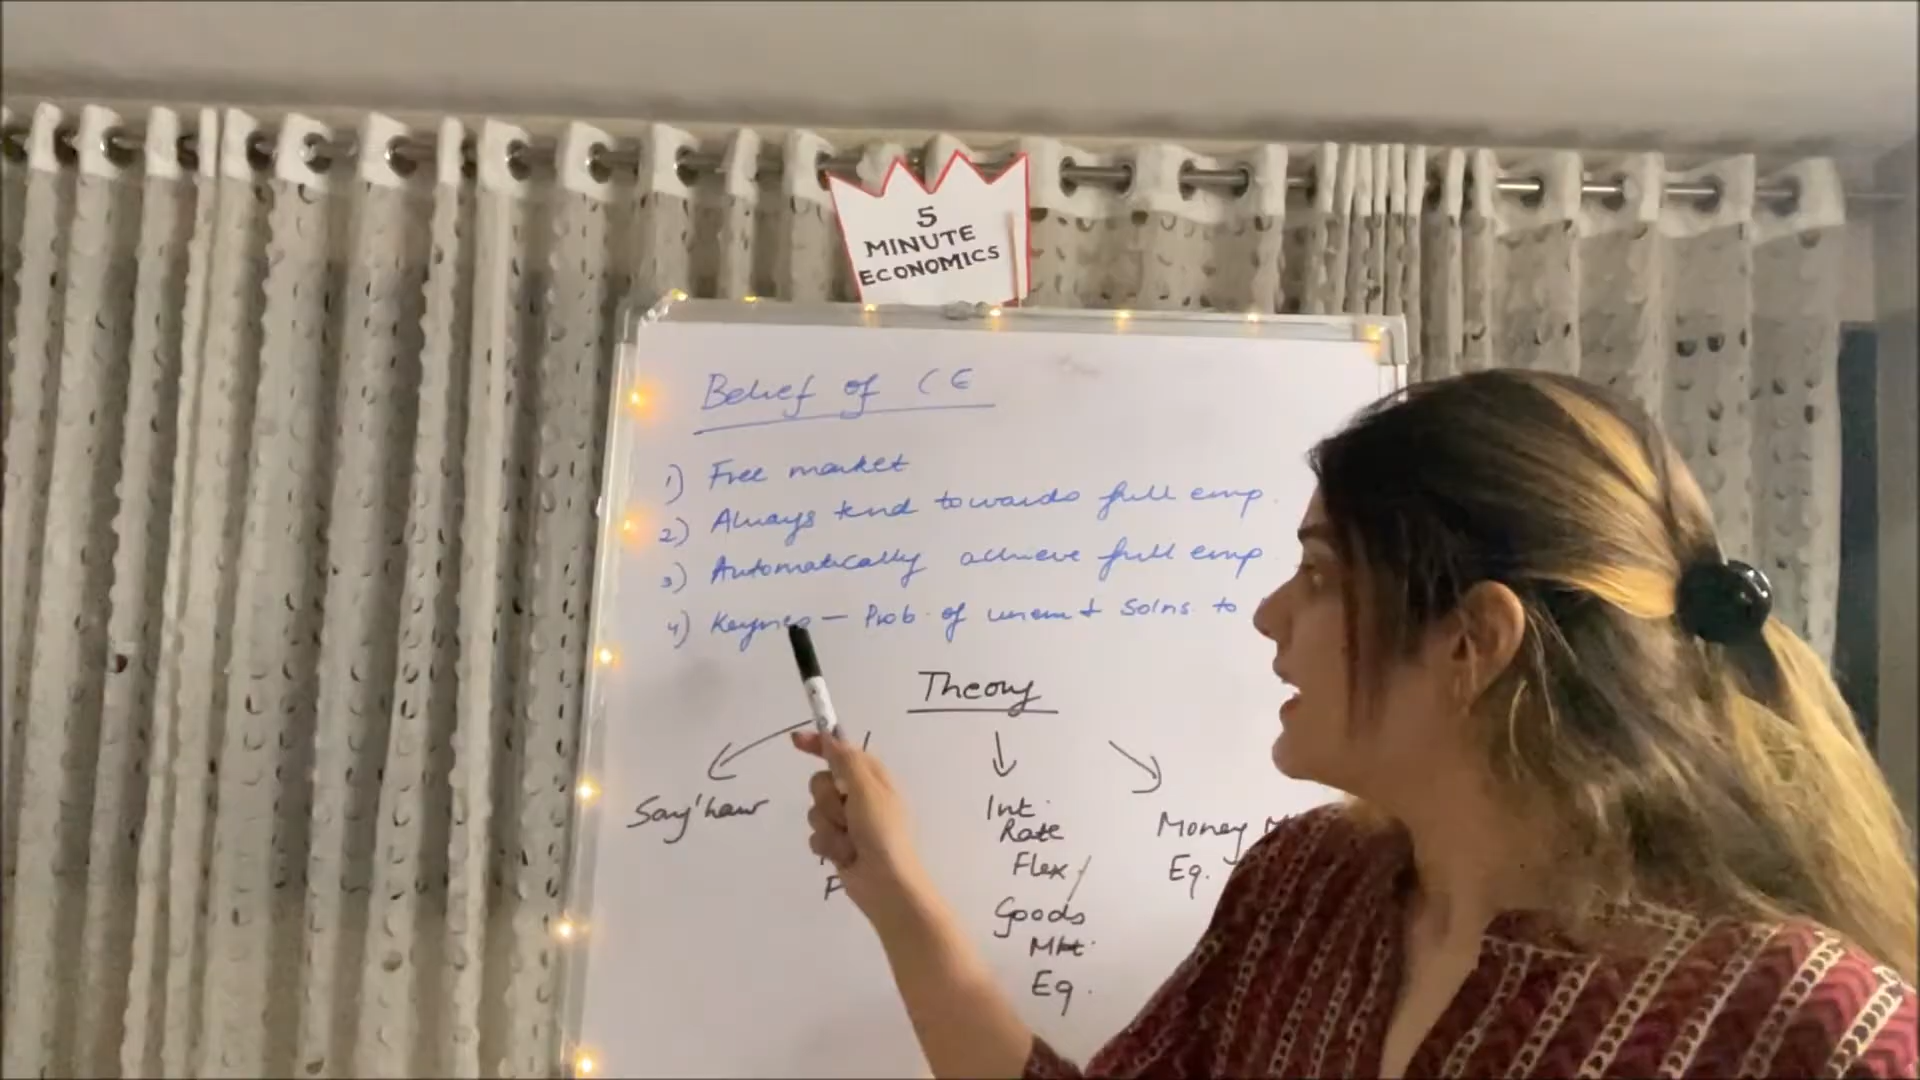 5
MINUTE
ECONOMICS
Belief of CE
1) Free market
2) Always tend towards full emp.
3) Automatically achieve full emp
4) Keynes – Prob. of unem & Solns. to
Theory
Say'Law
Int.
Rate
Flex/
Goods
Mkt.
Eq.
Money
Eq.